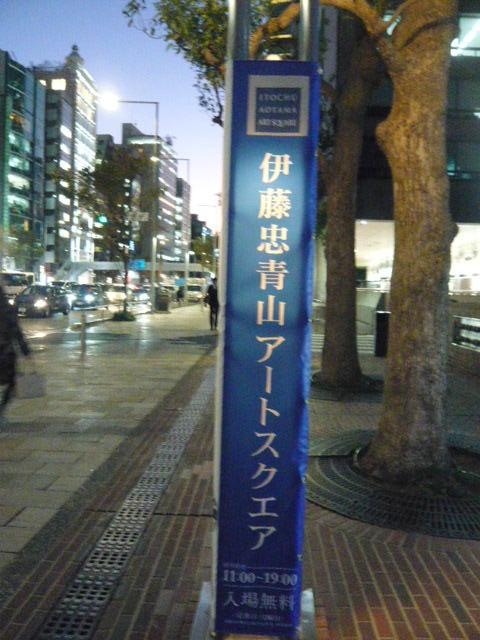 ITOCHU
AOYAMA
ART SQUARE
伊藤忠青山アートスクエア
11:00~19:00
入場無料